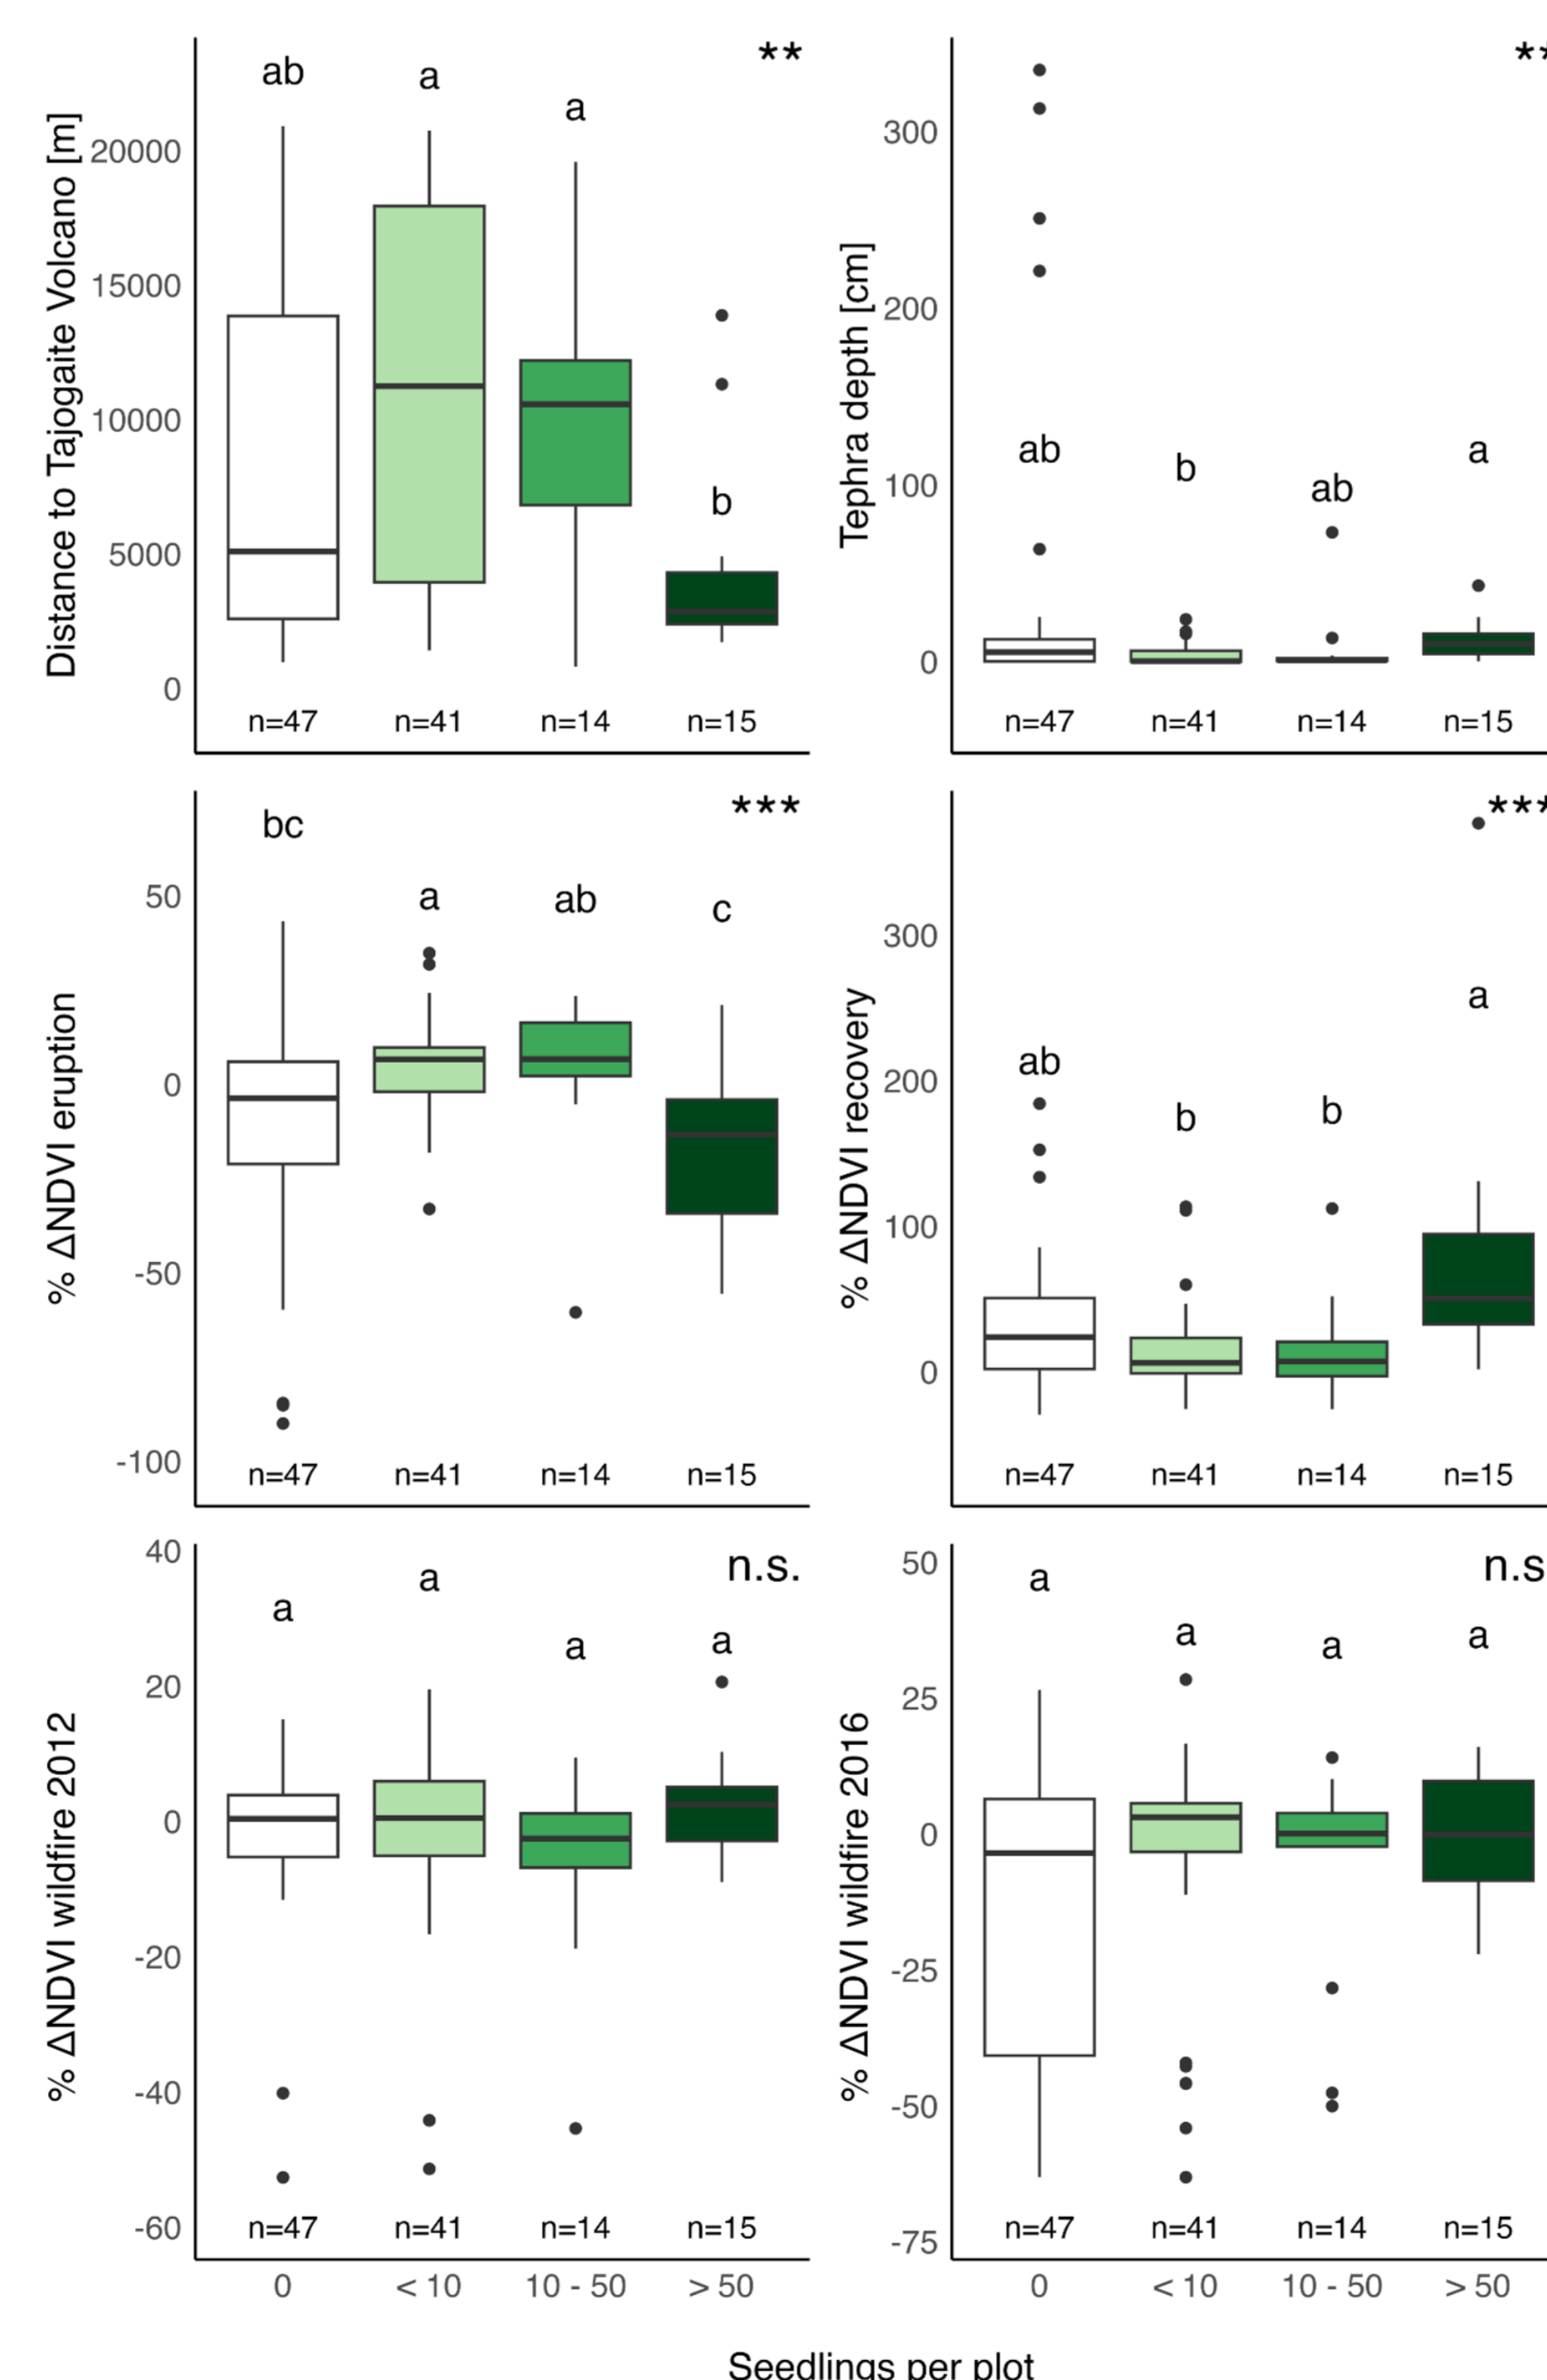 Distance to Tajogaite Volcano [m]
20000
15000
10000
5000
0
ab
a
a
b
**
n=47
n=41
n=14
n=15
Tephra depth [cm]
300
200
100
0
ab
b
ab
a
**
n=47
n=41
n=14
n=15
% ΔNDVI eruption
50
0
-50
-100
bc
a
ab
c
***
n=47
n=41
n=14
n=15
% ΔNDVI recovery
300
200
100
0
ab
b
b
a
***
n=47
n=41
n=14
n=15
% ΔNDVI wildfire 2012
40
20
0
-20
-40
-60
a
a
a
a
n.s.
n=47
n=41
n=14
n=15
0
< 10
10 - 50
> 50
% ΔNDVI wildfire 2016
50
25
0
-25
-50
-75
a
a
a
a
n.s
n=47
n=41
n=14
n=15
0
< 10
10 - 50
> 50
Seedlings per plot